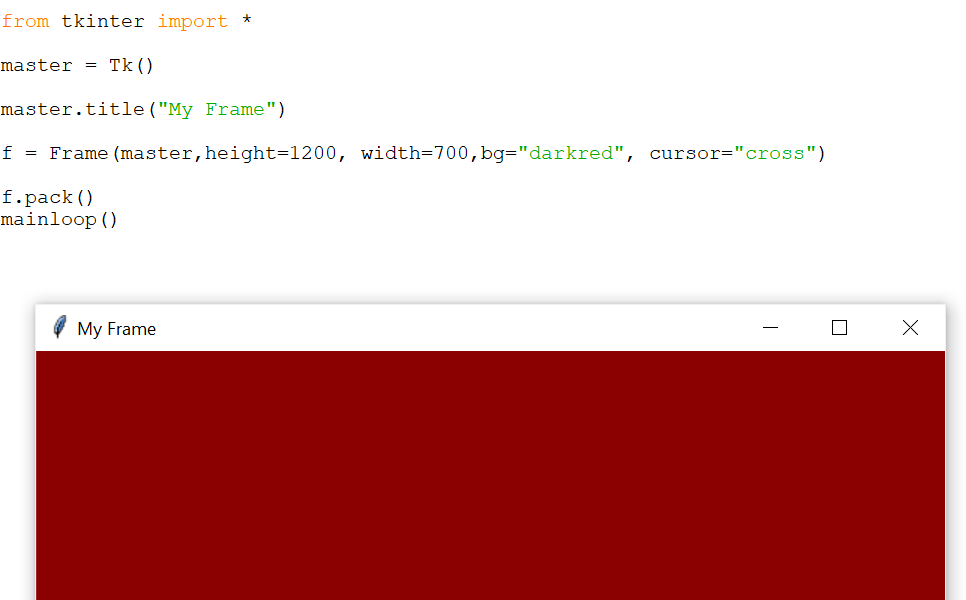 from tkinter import *
master = Tk()
master.title("My Frame")
f = Frame(master,height=1200, width=700,bg="darkred", cursor="cross")
f.pack()
mainloop()
My Frame